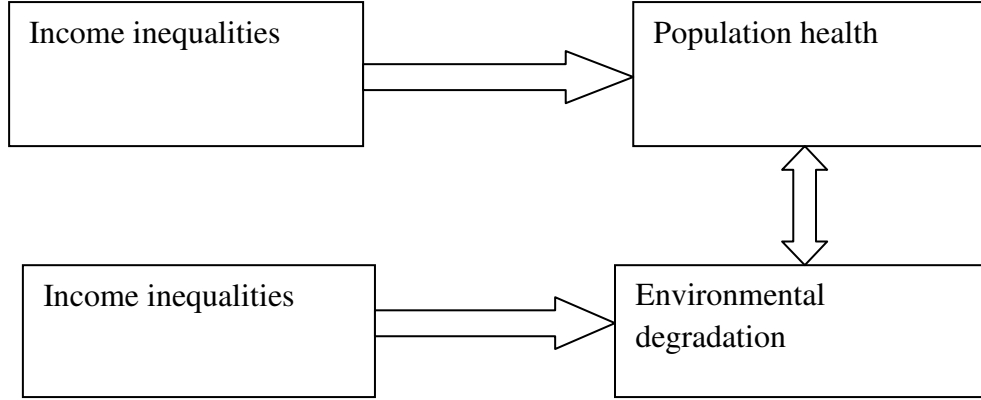 Income inequalities
Population health
Income inequalities
Environmental
degradation